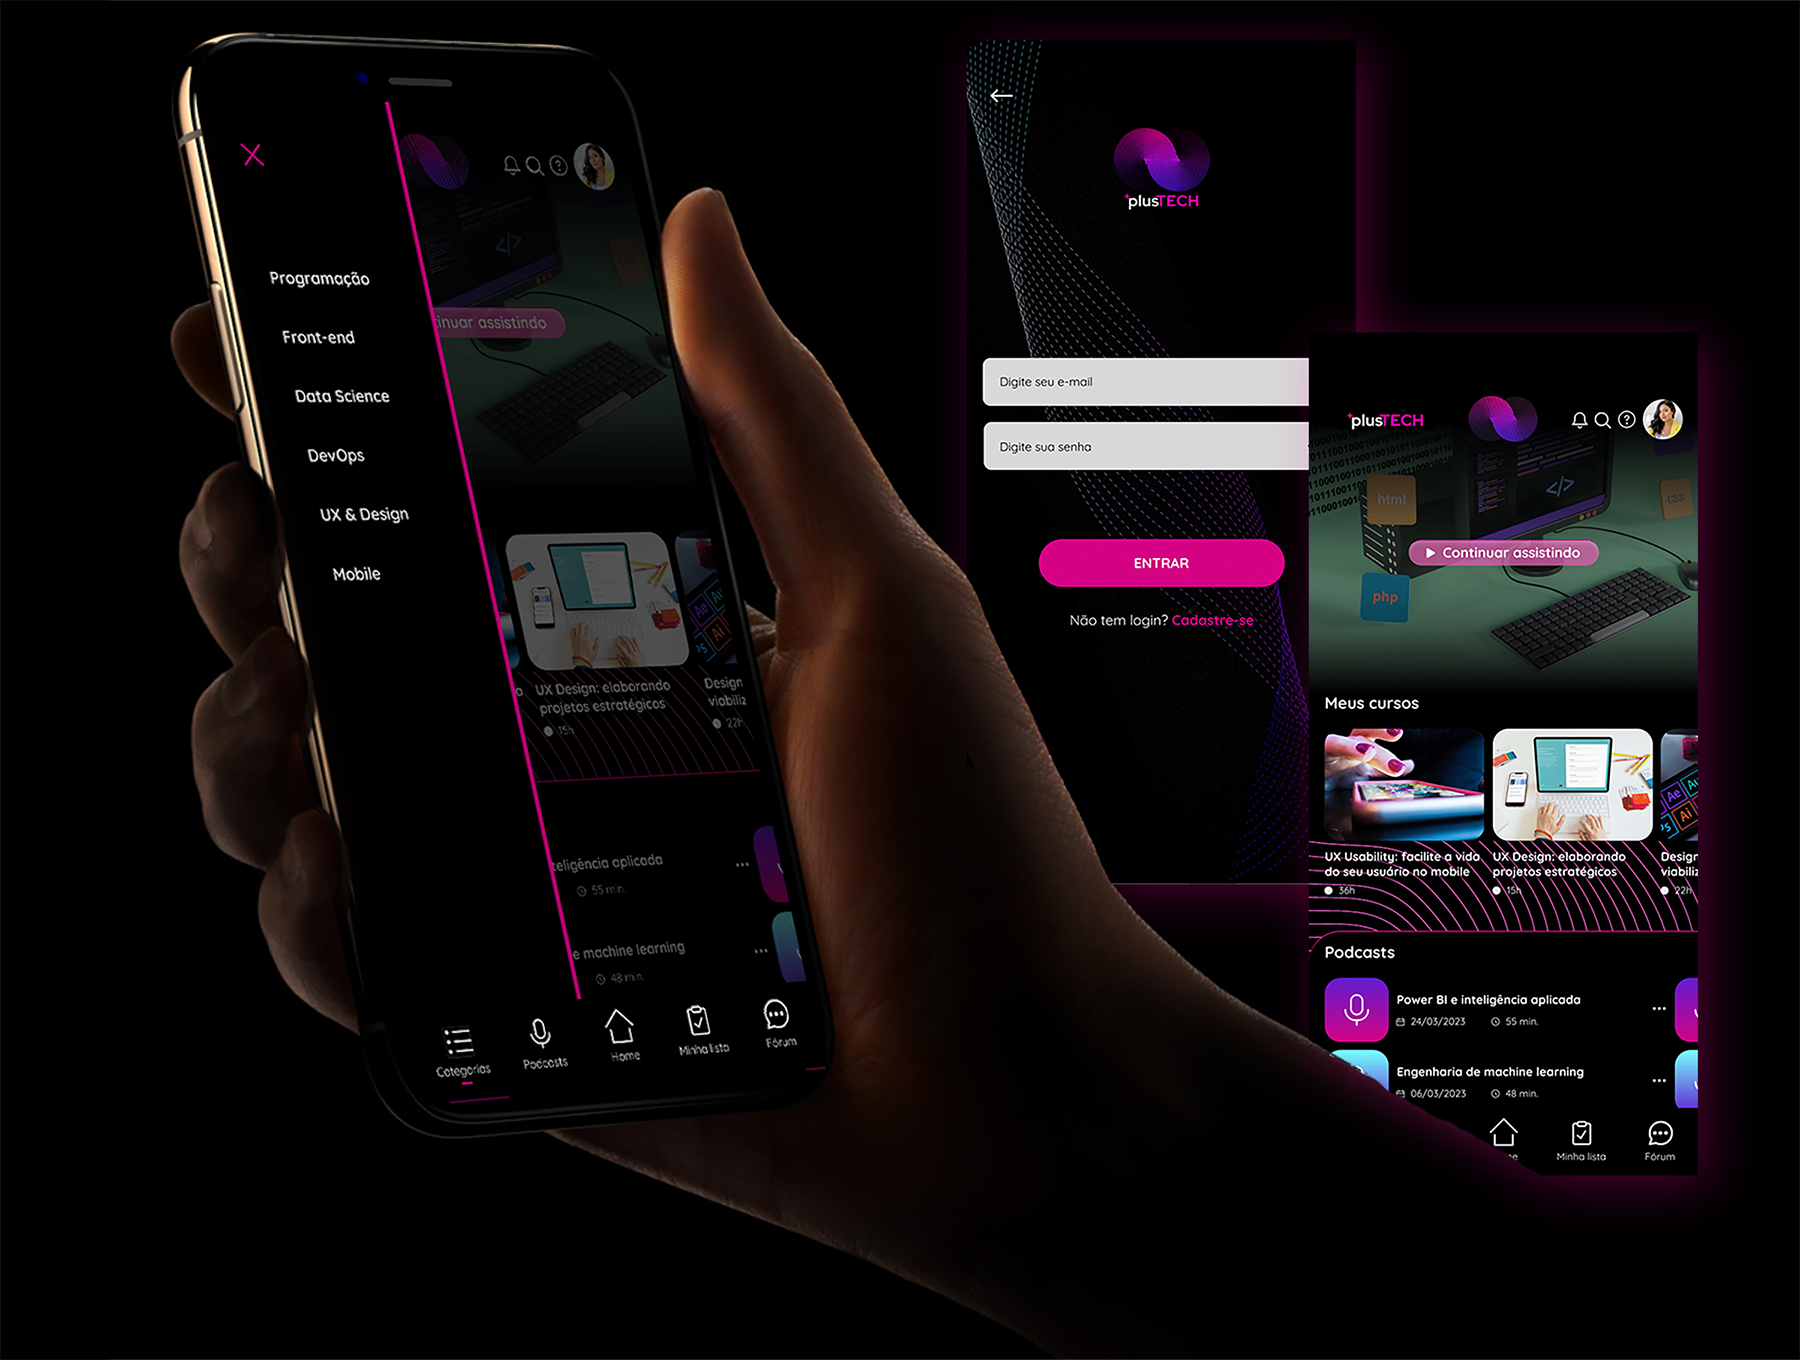 Programação
Front-end
Data Science
DevOps
UX & Design
Mobile
inuar assistindo
UX Design: elaborando
projetos estratégicos
15h
Design
viabiliz
22h
teligência aplicada
55 min.
e machine learning
48 min.
Categorias
Podcasts
Home
Minha lista
Fórum
+plusTECH
Digite seu e-mail
Digite sua senha
ENTRAR
Não tem login? Cadastre-se
+plusTECH
html
css
php
</>
Continuar assistindo
Meus cursos
UX Usability: facilite a vida
do seu usuário no mobile
36h
UX Design: elaborando
projetos estratégicos
15h
Design
viabiliz
22h
Ae
Au
Ps
Ai
Podcasts
Power BI e inteligência aplicada
24/03/2023 55 min.
Engenharia de machine learning
06/03/2023 48 min.
Minha lista
Fórum